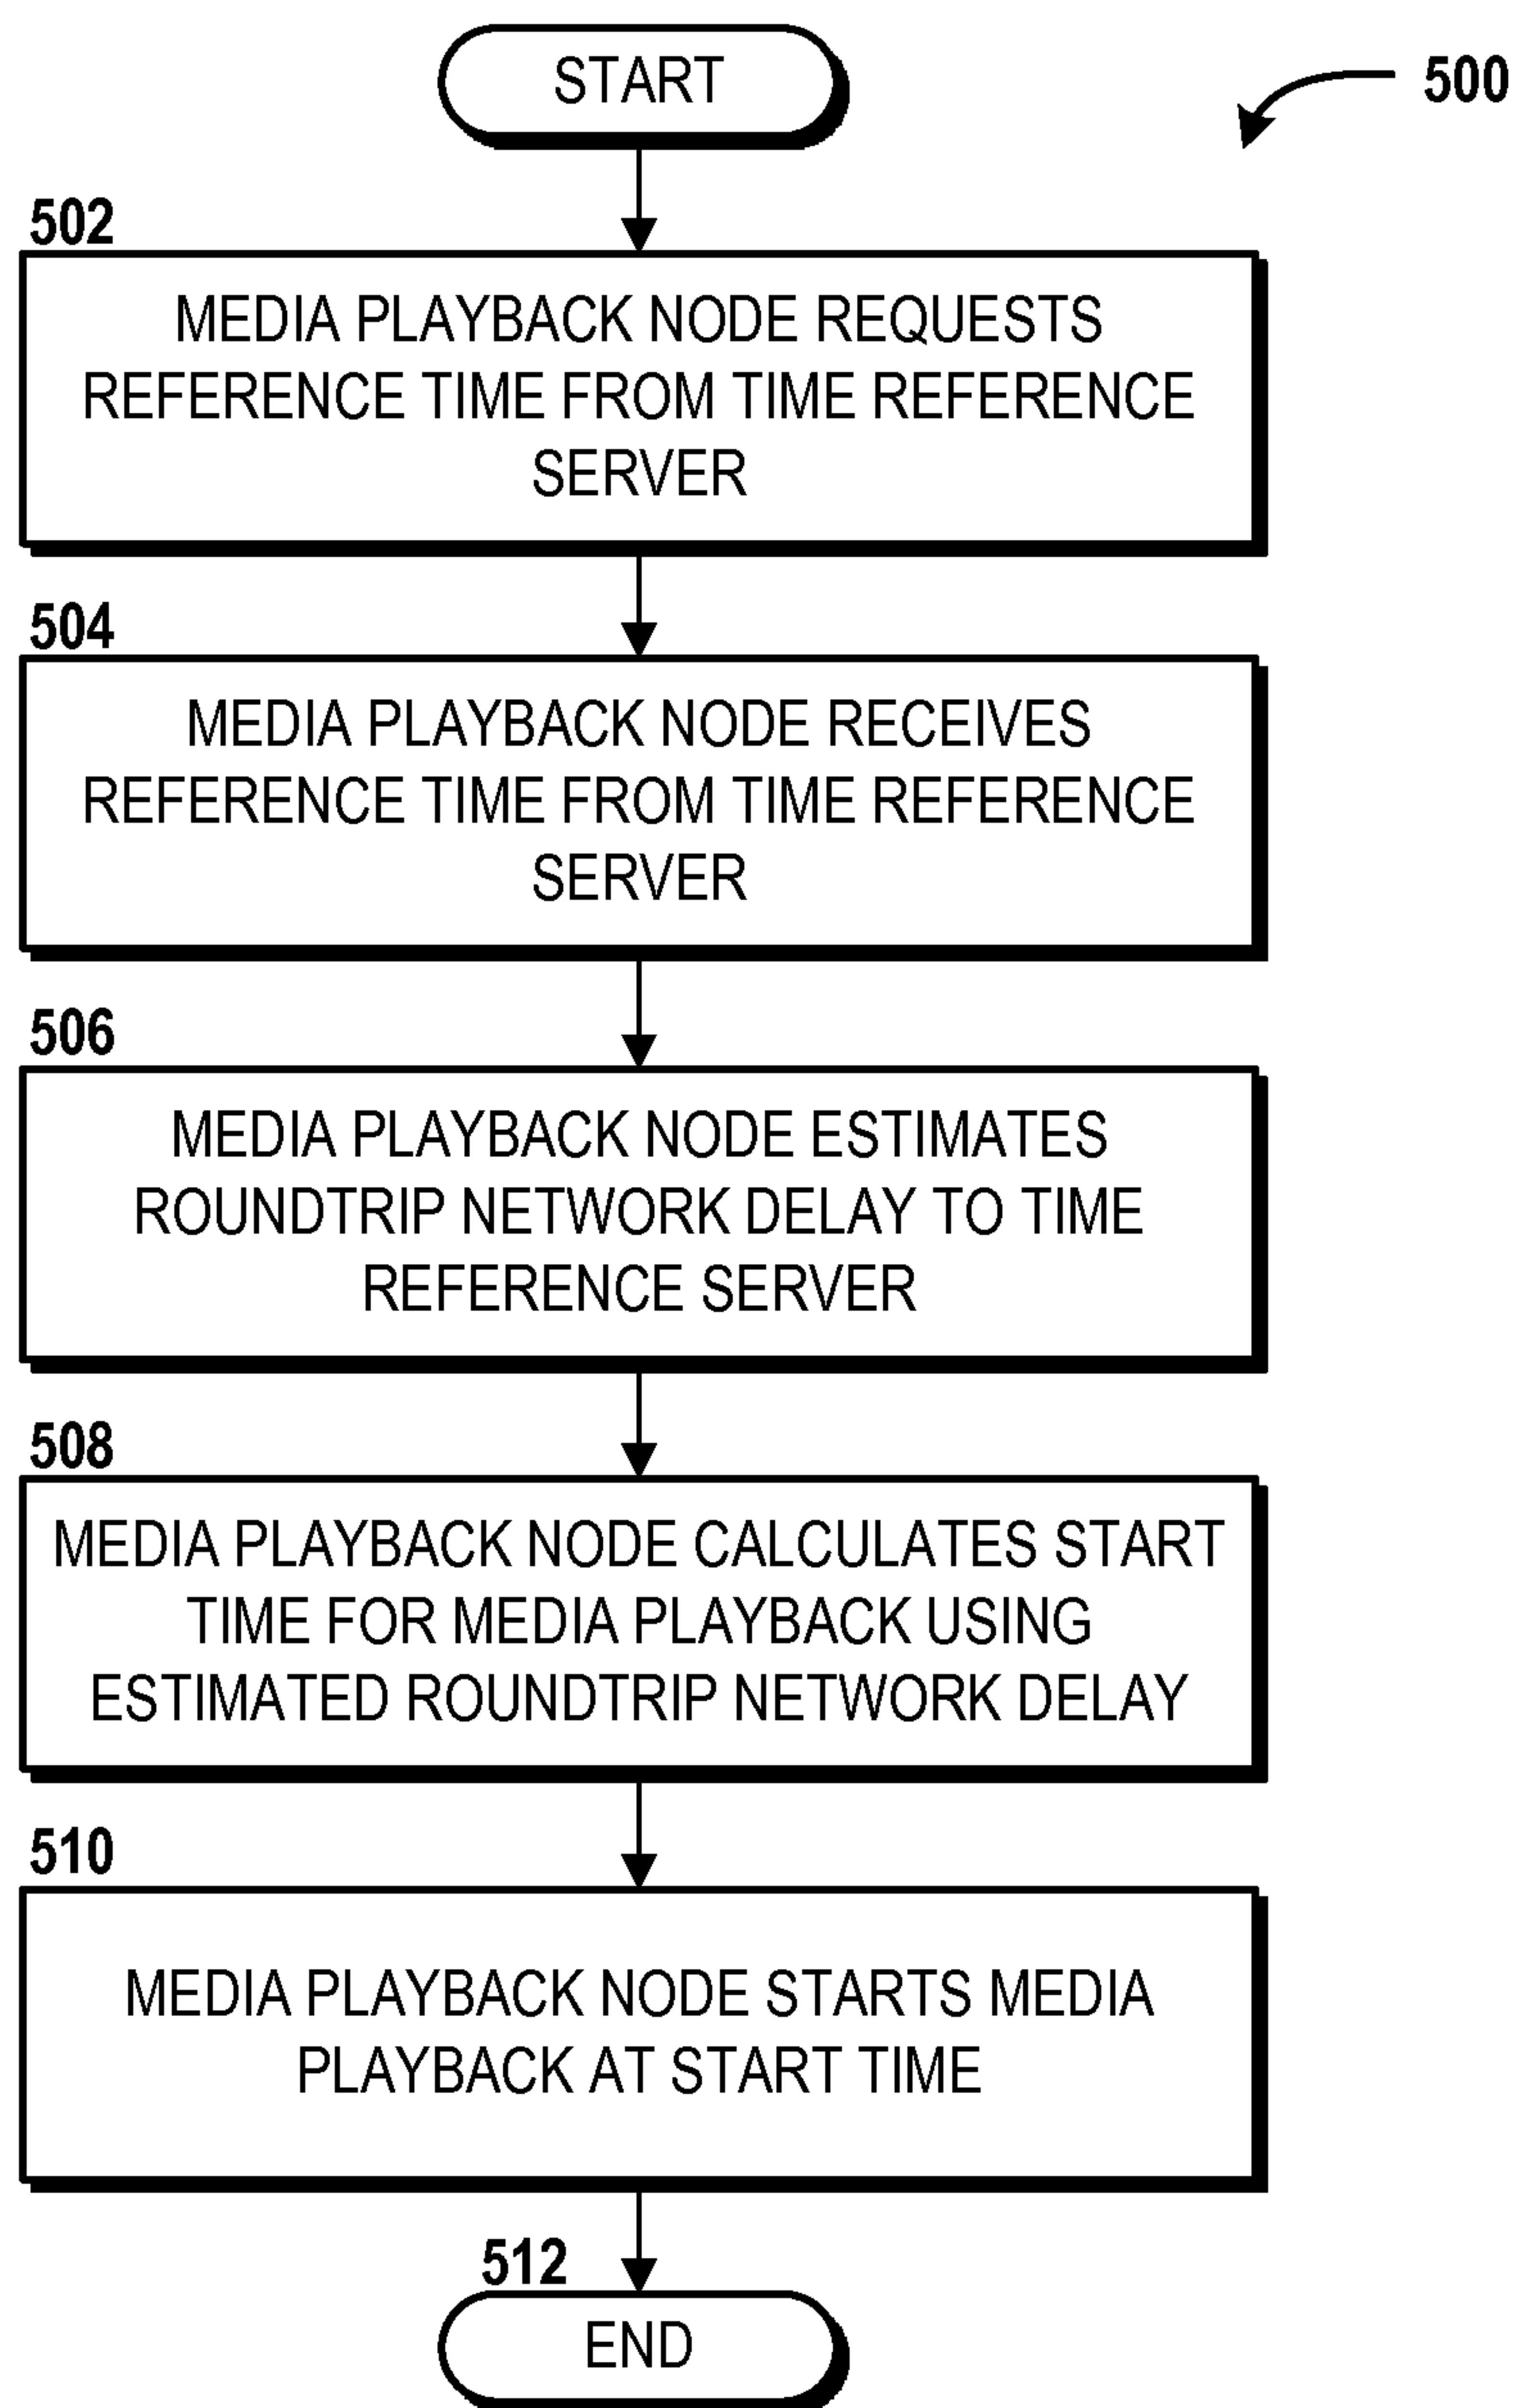 START
500
502
MEDIA PLAYBACK NODE REQUESTS
REFERENCE TIME FROM TIME REFERENCE
SERVER
504
MEDIA PLAYBACK NODE RECEIVES
REFERENCE TIME FROM TIME REFERENCE
SERVER
506
MEDIA PLAYBACK NODE ESTIMATES
ROUNDTRIP NETWORK DELAY TO TIME
REFERENCE SERVER
508
MEDIA PLAYBACK NODE CALCULATES START
TIME FOR MEDIA PLAYBACK USING
ESTIMATED ROUNDTRIP NETWORK DELAY
510
MEDIA PLAYBACK NODE STARTS MEDIA
PLAYBACK AT START TIME
512
END